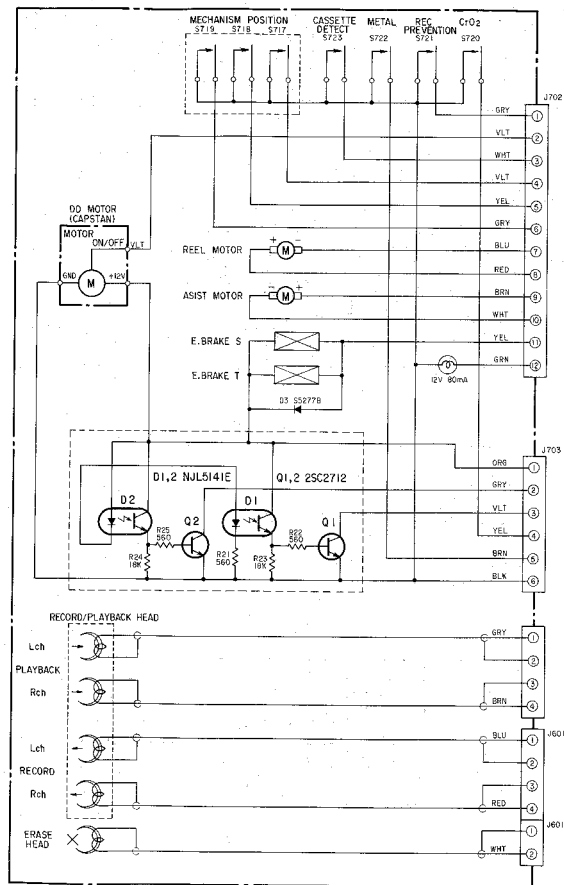 MECHANISM POSITION
S719 S718 S717
CASSETTE
DETECT
S723
METAL
S722
REC
PREVENTION
S721
CrO2
S720
J702
GRY 1
VLT 2
WHT 3
VLT 4
YEL 5
GRY 6
BLU 7
RED 8
BRN 9
WHT 10
YEL 11
GRN 12
DD MOTOR
(CAPSTAN)
MOTOR
ON/OFF
VLT
GND
M
+12V
REEL MOTOR
+ M -
ASIST MOTOR
- M +
E.BRAKE S
E.BRAKE T
12V 80mA
D3 S5277B
J703
ORG 1
GRY 2
VLT 3
YEL 4
BRN 5
BLK 6
D1,2 NJL5141E
Q1,2 2SC2712
D2
R25
560
Q2
D1
R22
560
Q1
R24
18K
R21
560
R23
18K
RECORD/PLAYBACK HEAD
Lch
PLAYBACK
Rch
GRY 1
2
3
BRN 4
Lch
RECORD
Rch
J601
BLU 1
2
3
RED 4
ERASE
HEAD
J601
1
WHT 2